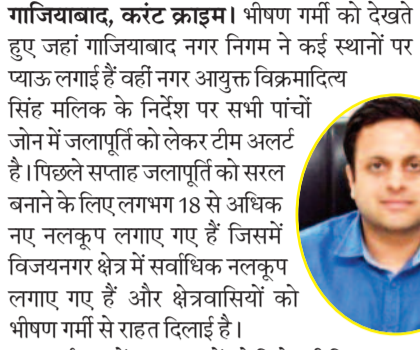 गाजियाबाद, करंट क्राइम। भीषण गर्मी को देखते
हुए जहां गाजियाबाद नगर निगम ने कई स्थानों पर
प्याऊ लगाई हैं वहीं नगर आयुक्त विक्रमादित्य
सिंह मलिक के निर्देश पर सभी पांचों
जोन में जलापूर्ति को लेकर टीम अलर्ट
है। पिछले सप्ताह जलापूर्ति को सरल
बनाने के लिए लगभग 18 से अधिक
नए नलकूप लगाए गए हैं जिसमें
विजयनगर क्षेत्र में सर्वाधिक नलकूप
लगाए गए हैं और क्षेत्रवासियों को
भीषण गर्मी से राहत दिलाई है।